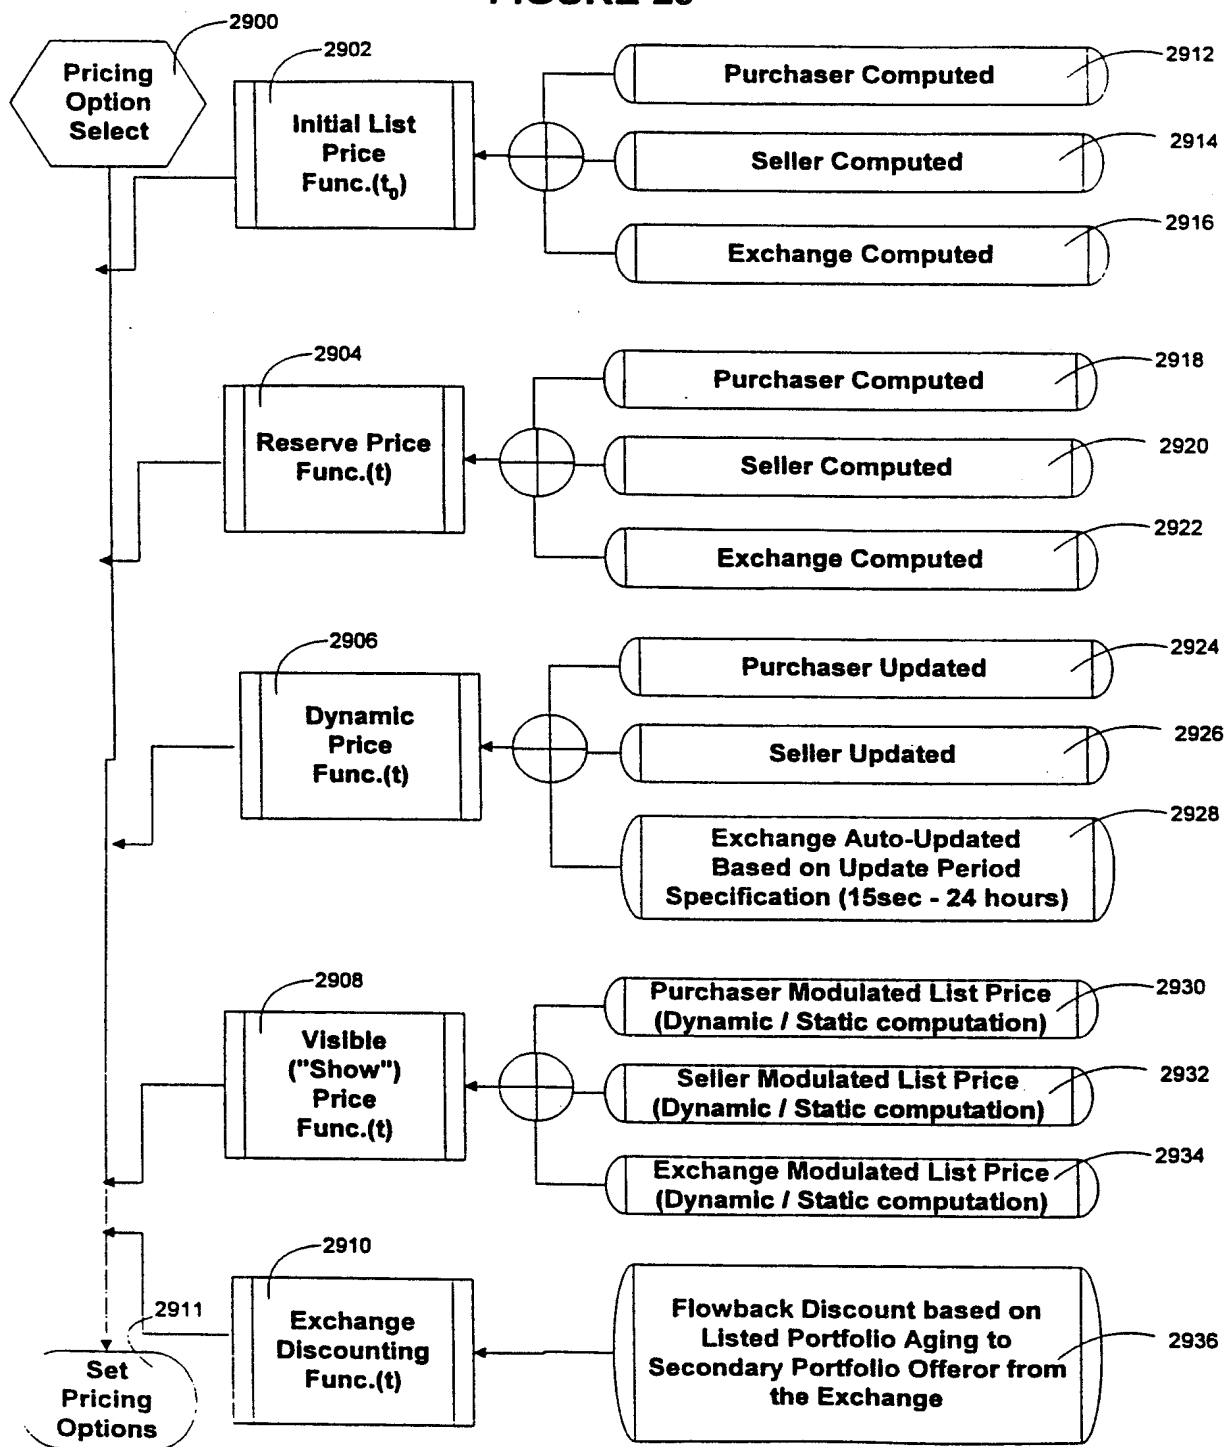 2900
Pricing
Option
Select
2902
Initial List
Price
Func.(t0)
Purchaser Computed
2912
Seller Computed
2914
Exchange Computed
2916
2904
Reserve Price
Func.(t)
Purchaser Computed
2918
Seller Computed
2920
Exchange Computed
2922
2906
Dynamic
Price
Func.(t)
Purchaser Updated
2924
Seller Updated
2926
Exchange Auto-Updated
Based on Update Period
Specification (15sec - 24 hours)
2928
2908
Visible
("Show")
Price
Func.(t)
Purchaser Modulated List Price
(Dynamic / Static computation)
2930
Seller Modulated List Price
(Dynamic / Static computation)
2932
Exchange Modulated List Price
(Dynamic / Static computation)
2934
2910
Exchange
Discounting
Func.(t)
Flowback Discount based on
Listed Portfolio Aging to
Secondary Portfolio Offeror from
the Exchange
2936
2911
Set
Pricing
Options